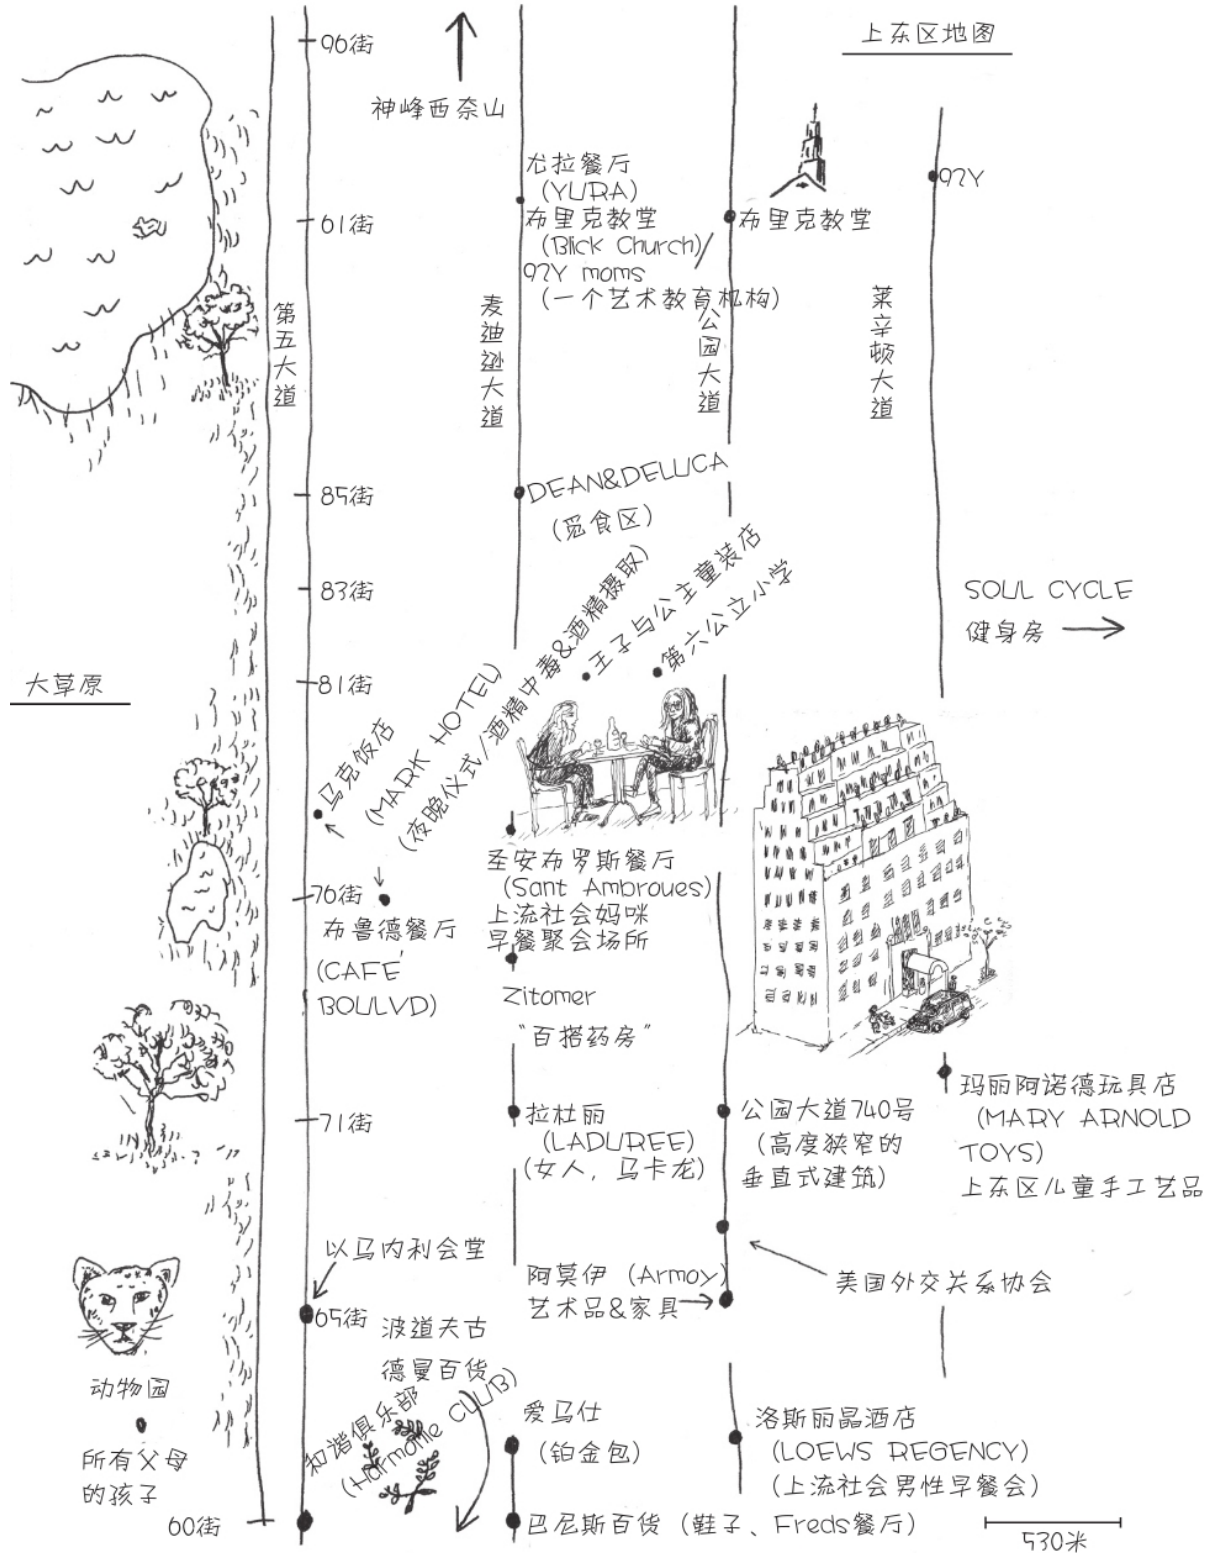 上东区地图
96街
神峰西奈山
尤拉餐厅
(YURA)
布里克教堂
(Blick Church)/
92Y moms
(一个艺术教育机构)
布里克教堂
92Y
61街
第五大道
麦迪逊大道
公园大道
莱辛顿大道
85街
DEAN&DELUCA
(觅食区)
83街
SOUL CYCLE
健身房
81街
大草原
王子与公主童装店
第六公立小学
马克饭店
(MARK HOTEL)
(夜晚仪式/酒精中毒&酒精摄取)
76街
布鲁德餐厅
(CAFE'
BOULVD)
圣安布罗斯餐厅
(Sant Ambroues)
上流社会妈咪
早餐聚会场所
Zitomer
“百搭药房”
71街
拉杜丽
(LADUREE)
(女人，马卡龙)
公园大道740号
(高度狭窄的
垂直式建筑)
玛丽阿诺德玩具店
(MARY ARNOLD
TOYS)
上东区儿童手工艺品
以马内利会堂
65街
阿莫伊 (Armoy)
艺术品&家具
美国外交关系协会
波道夫古
德曼百货
和谐俱乐部
(Harmonie CLUB)
动物园
所有父母
的孩子
爱马仕
(铂金包)
洛斯丽晶酒店
(LOEWS REGENCY)
(上流社会男性早餐会)
60街
巴尼斯百货 (鞋子、Freds餐厅)
530米